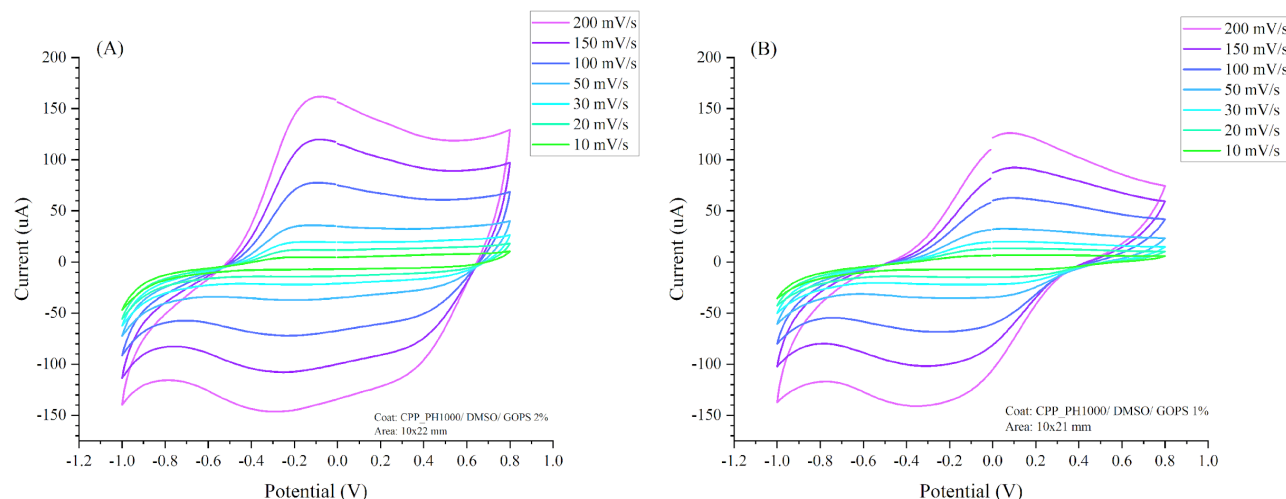 (A)
200 mV/s
150 mV/s
100 mV/s
50 mV/s
30 mV/s
20 mV/s
10 mV/s
200
150
100
50
0
-50
-100
-150
Current (uA)
Coat: CPP_PH1000/ DMSO/ GOPS 2%
Area: 10x22 mm
-1.2 -1.0 -0.8 -0.6 -0.4 -0.2 0.0 0.2 0.4 0.6 0.8 1.0
Potential (V)
(B)
200 mV/s
150 mV/s
100 mV/s
50 mV/s
30 mV/s
20 mV/s
10 mV/s
200
150
100
50
0
-50
-100
-150
Current (uA)
Coat: CPP_PH1000/ DMSO/ GOPS 1%
Area: 10x21 mm
-1.2 -1.0 -0.8 -0.6 -0.4 -0.2 0.0 0.2 0.4 0.6 0.8 1.0
Potential (V)